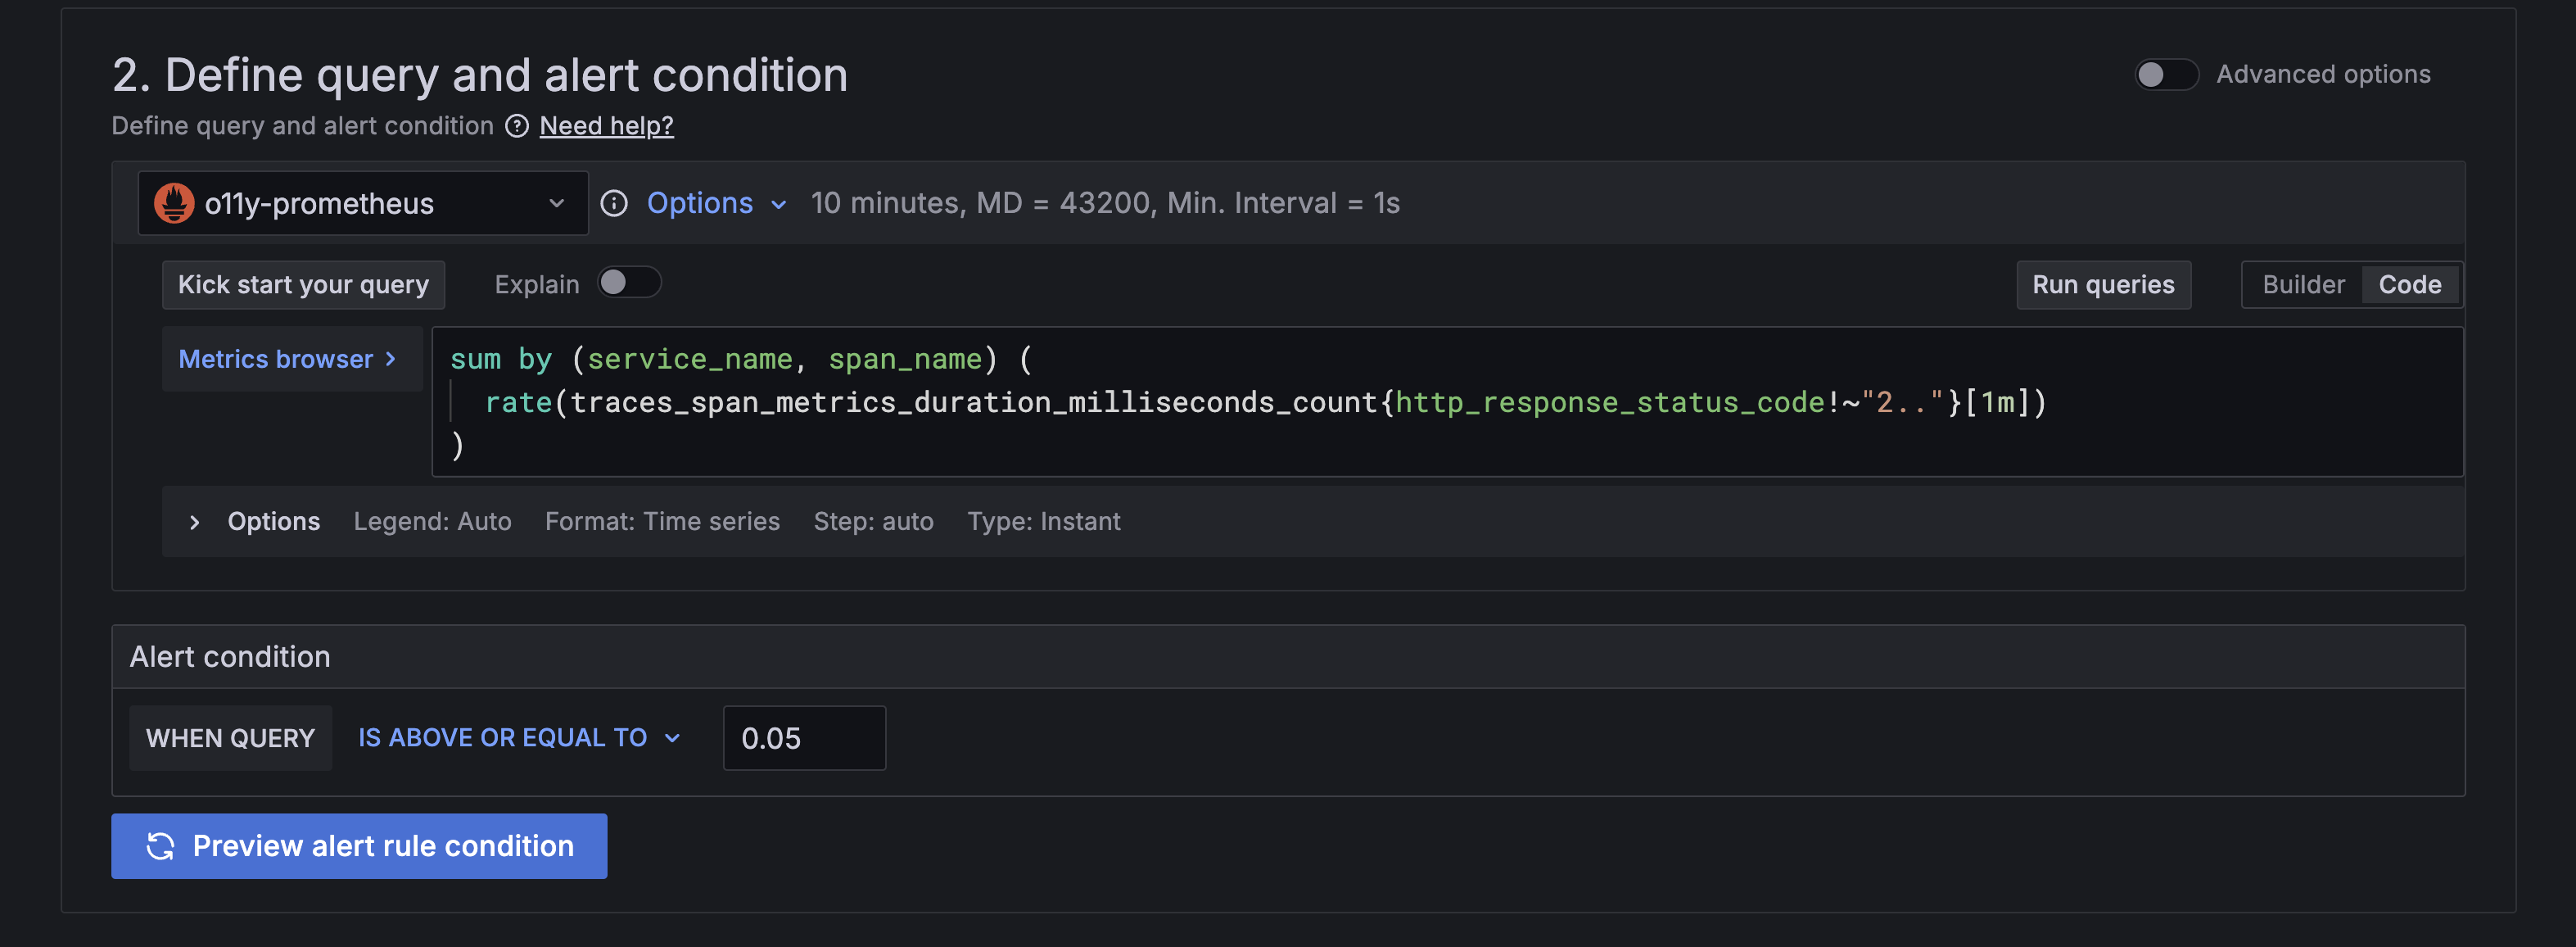 2. Define query and alert condition
Advanced options
Define query and alert condition Need help?
o11y-prometheus
Options
10 minutes, MD = 43200, Min. Interval = 1s
Kick start your query
Explain
Run queries
Builder
Code
Metrics browser >
sum by (service_name, span_name) (
rate(traces_span_metrics_duration_milliseconds_count{http_response_status_code!~"2.."}[1m])
)
Options Legend: Auto Format: Time series Step: auto Type: Instant
Alert condition
WHEN QUERY IS ABOVE OR EQUAL TO 0.05
Preview alert rule condition